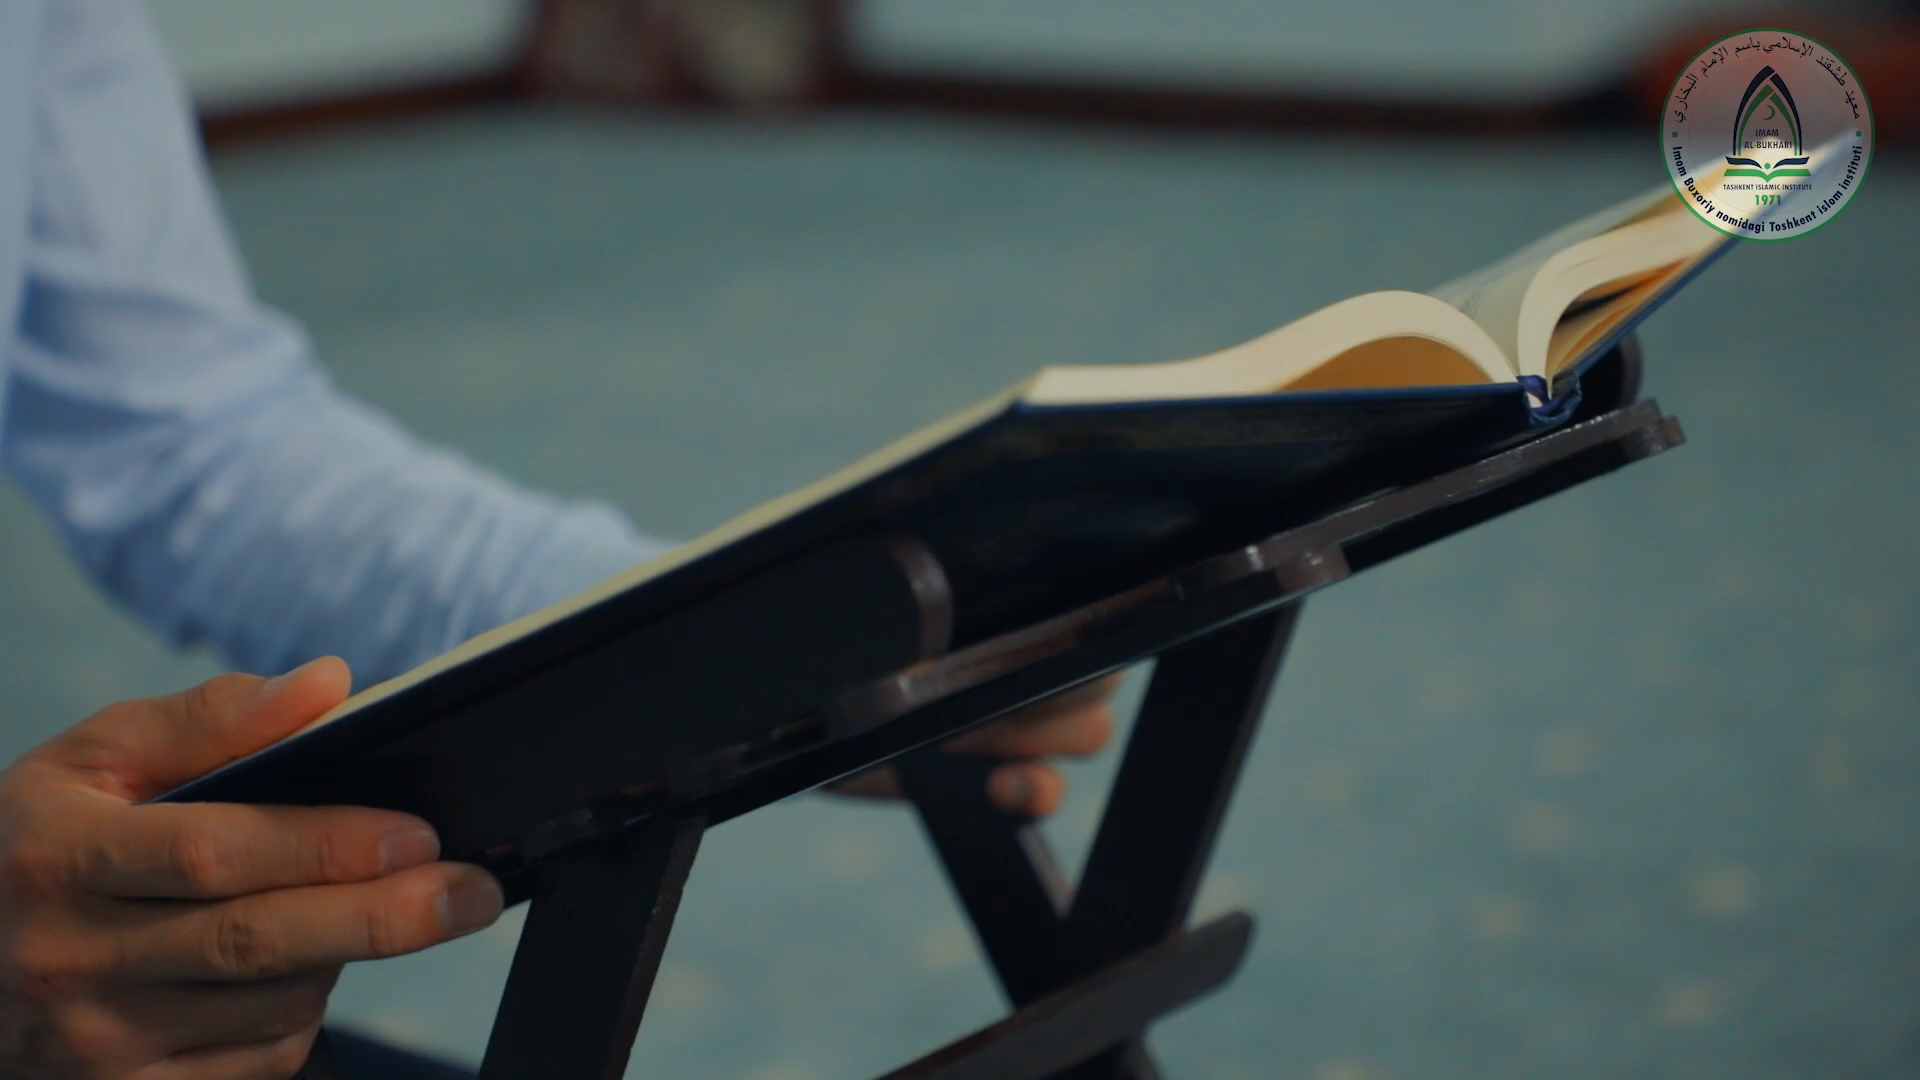 معهد طشقند الإسلامي باسم الإمام البخاري
IMAM
AL-BUKHARI
TASHKENT ISLAMIC INSTITUTE
1971
Imom Buxoriy nomidagi Toshkent islom instituti